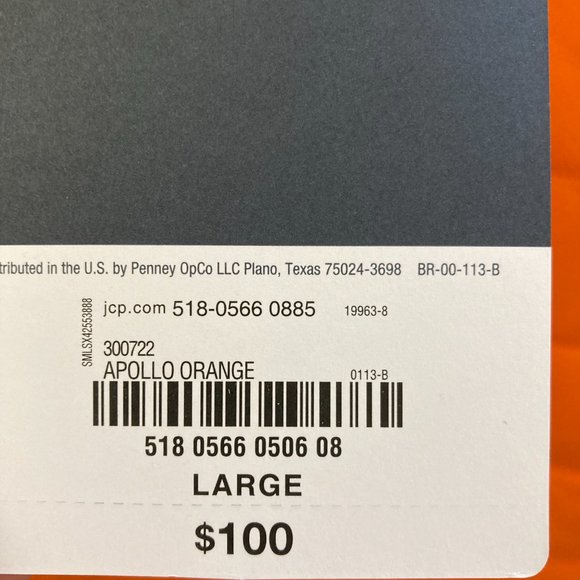 tributed in the U.S. by Penney OpCo LLC Plano, Texas 75024-3698 BR-00-113-B
SMLSX42553888
jcp.com 518-0566 0885 19963-8
300722
APOLLO ORANGE 0113-B
518 0566 0506 08
LARGE
$100